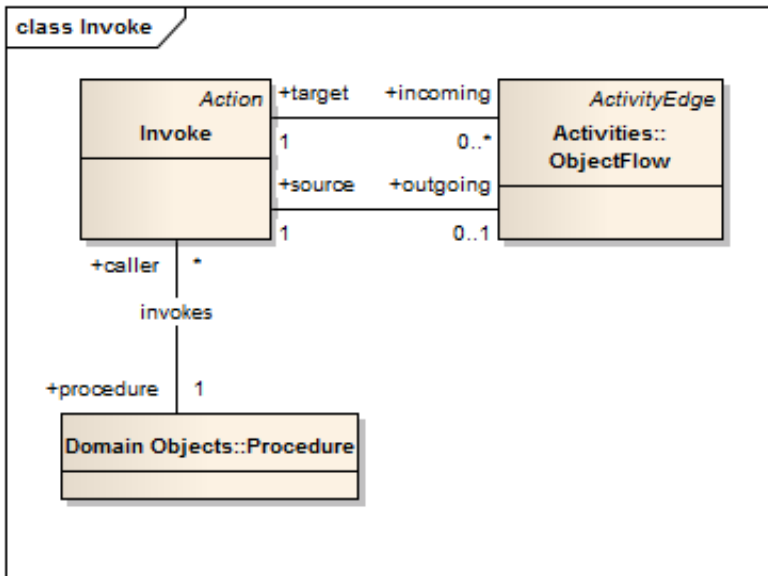 class Invoke
Action
Invoke
+target
+incoming
ActivityEdge
Activities::
ObjectFlow
1
0..*
+source
+outgoing
1
0..1
+caller
*
invokes
+procedure
1
Domain Objects::Procedure